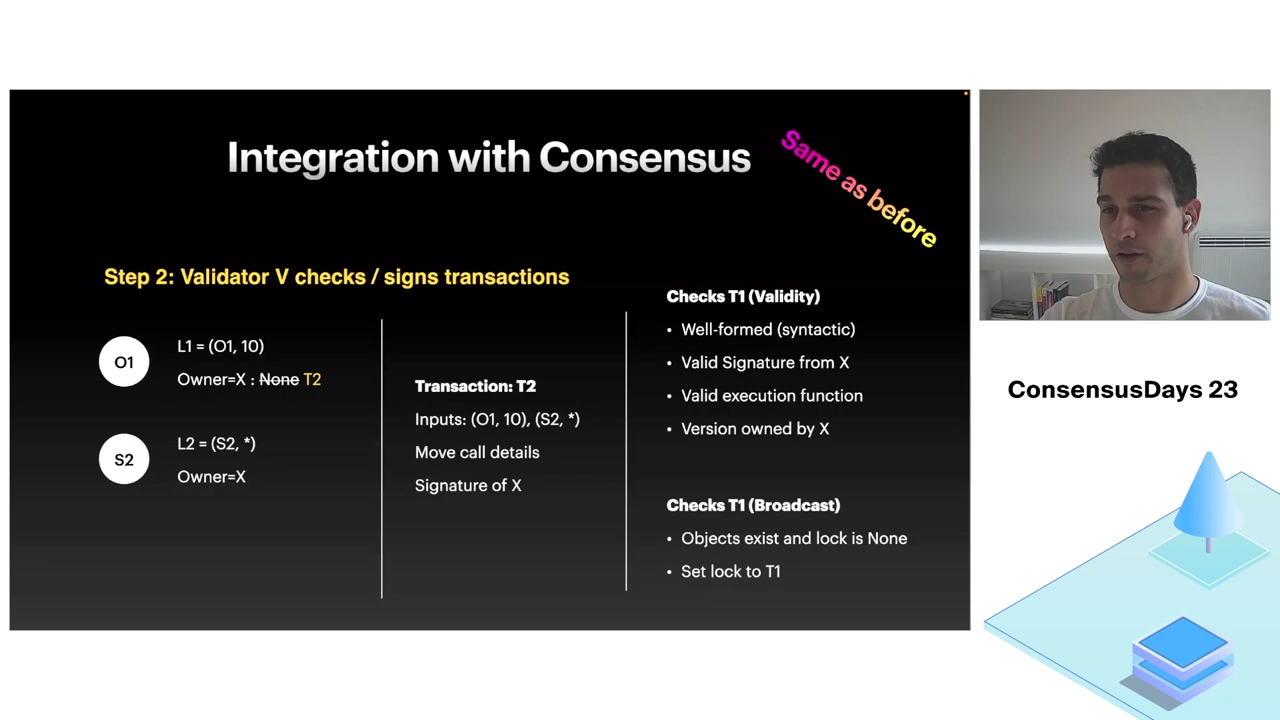 Integration with Consensus
Same as before
Step 2: Validator V checks / signs transactions
O1
L1 = (O1, 10)
Owner=X : None T2
S2
L2 = (S2, *)
Owner=X
Transaction: T2
Inputs: (O1, 10), (S2, *)
Move call details
Signature of X
Checks T1 (Validity)
• Well-formed (syntactic)
• Valid Signature from X
• Valid execution function
• Version owned by X
Checks T1 (Broadcast)
• Objects exist and lock is None
• Set lock to T1
ConsensusDays 23